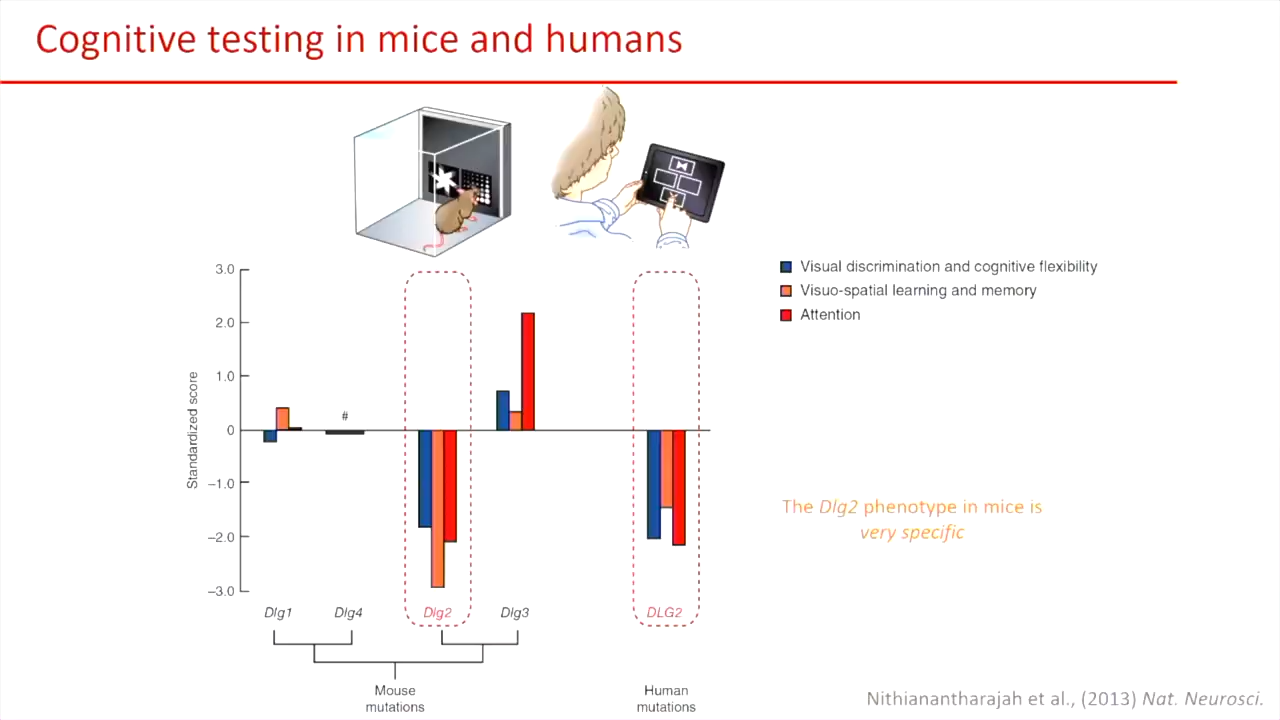 Cognitive testing in mice and humans
3.0
2.0
1.0
0
–1.0
–2.0
–3.0
Standardized score
#
Visual discrimination and cognitive flexibility
Visuo-spatial learning and memory
Attention
The Dlg2 phenotype in mice is
very specific
Dlg1 Dlg4 Dlg2 Dlg3 DLG2
Mouse
mutations
Human
mutations
Nithianantharajah et al., (2013) Nat. Neurosci.